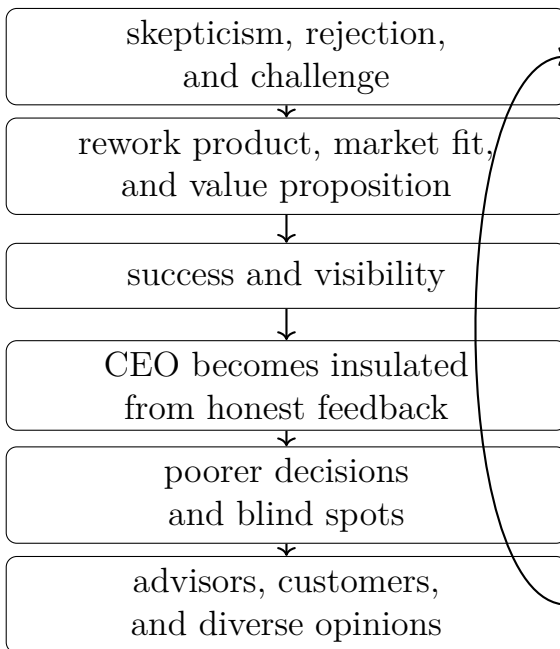 skepticism, rejection,
and challenge
rework product, market fit,
and value proposition
success and visibility
CEO becomes insulated
from honest feedback
poorer decisions
and blind spots
advisors, customers,
and diverse opinions